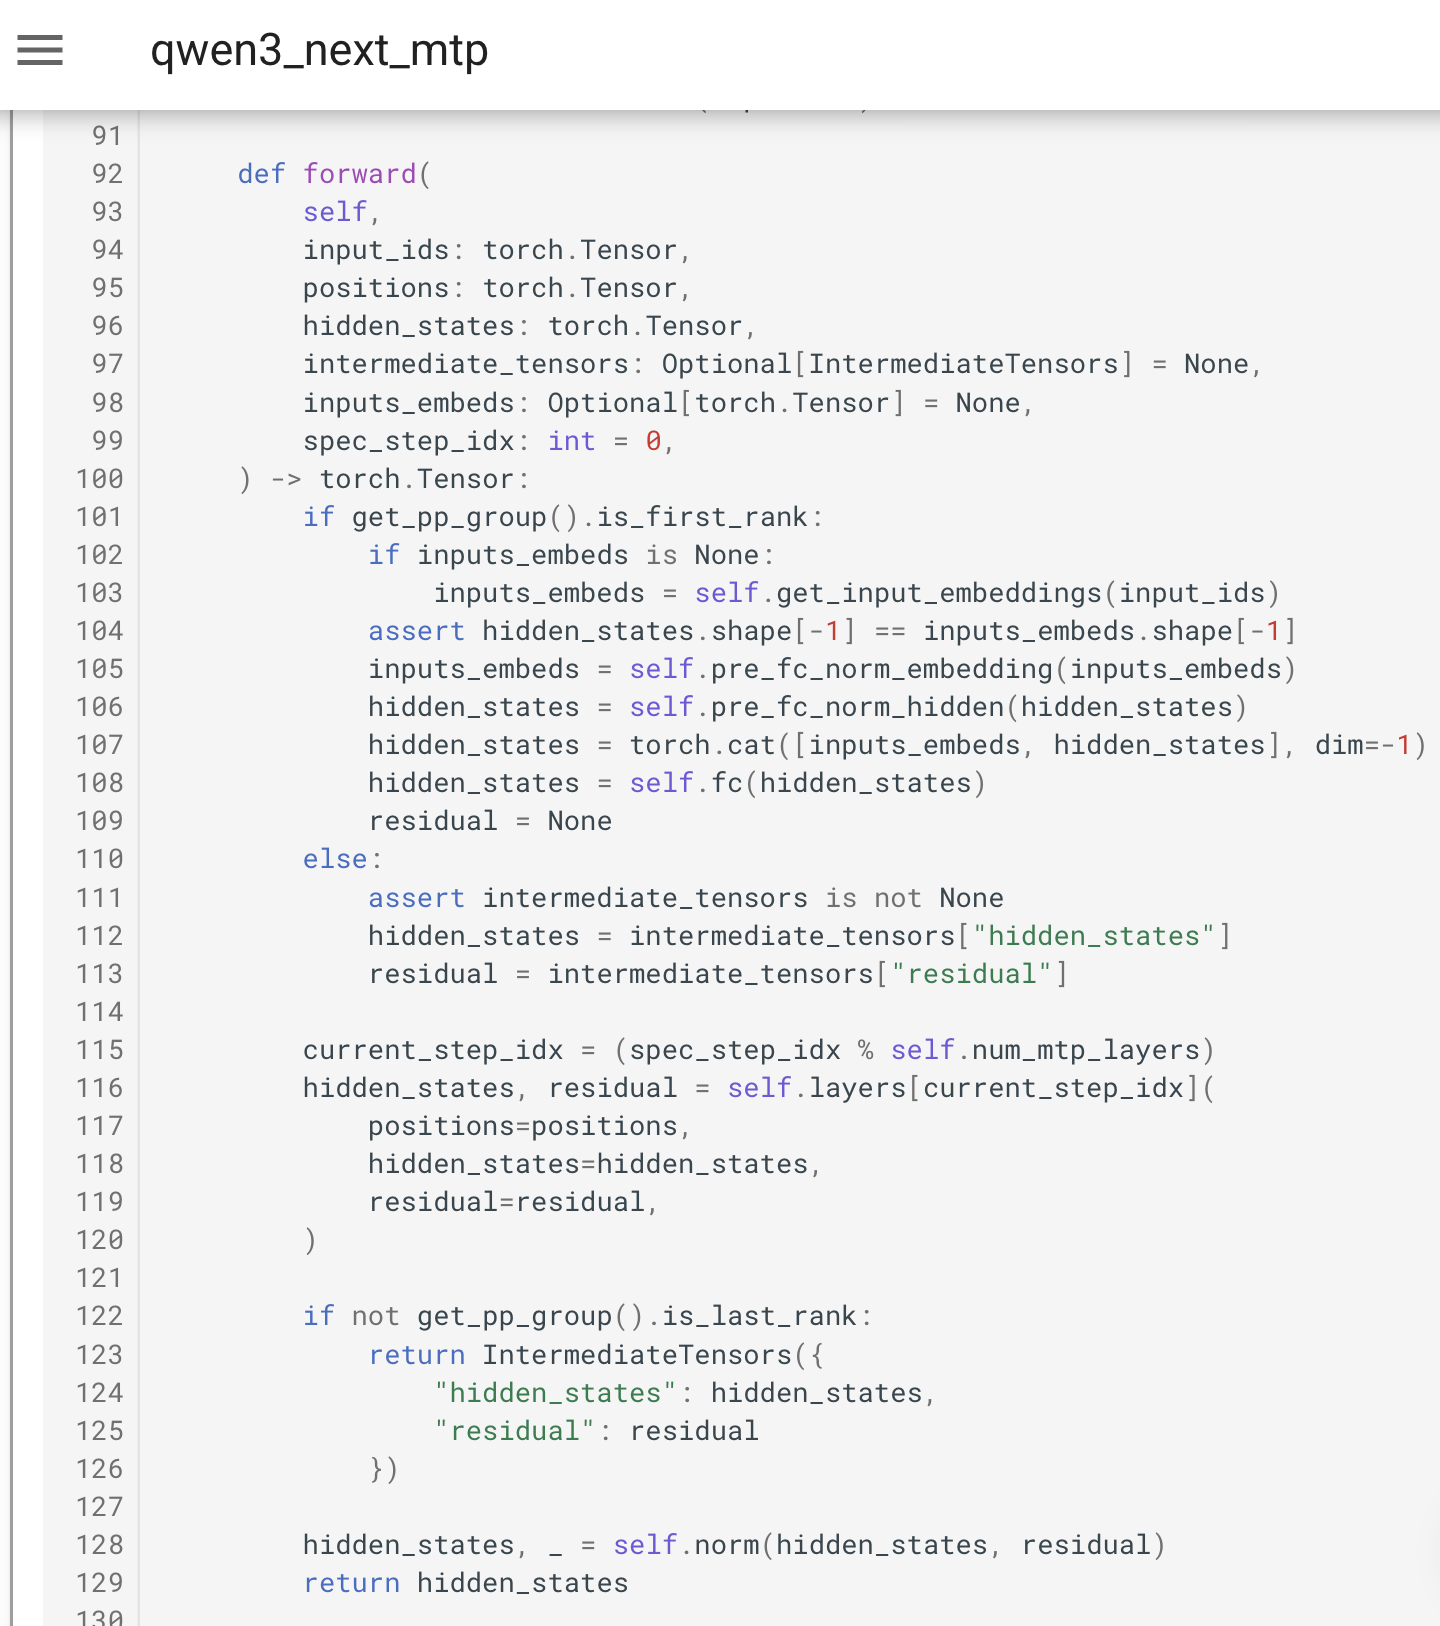 qwen3_next_mtp
91
92 def forward(
93 self,
94 input_ids: torch.Tensor,
95 positions: torch.Tensor,
96 hidden_states: torch.Tensor,
97 intermediate_tensors: Optional[IntermediateTensors] = None,
98 inputs_embeds: Optional[torch.Tensor] = None,
99 spec_step_idx: int = 0,
100 ) -> torch.Tensor:
101 if get_pp_group().is_first_rank:
102 if inputs_embeds is None:
103 inputs_embeds = self.get_input_embeddings(input_ids)
104 assert hidden_states.shape[-1] == inputs_embeds.shape[-1]
105 inputs_embeds = self.pre_fc_norm_embedding(inputs_embeds)
106 hidden_states = self.pre_fc_norm_hidden(hidden_states)
107 hidden_states = torch.cat([inputs_embeds, hidden_states], dim=-1)
108 hidden_states = self.fc(hidden_states)
109 residual = None
110 else:
111 assert intermediate_tensors is not None
112 hidden_states = intermediate_tensors["hidden_states"]
113 residual = intermediate_tensors["residual"]
114
115 current_step_idx = (spec_step_idx % self.num_mtp_layers)
116 hidden_states, residual = self.layers[current_step_idx](
117 positions=positions,
118 hidden_states=hidden_states,
119 residual=residual,
120 )
121
122 if not get_pp_group().is_last_rank:
123 return IntermediateTensors({
124 "hidden_states": hidden_states,
125 "residual": residual
126 })
127
128 hidden_states, _ = self.norm(hidden_states, residual)
129 return hidden_states
130